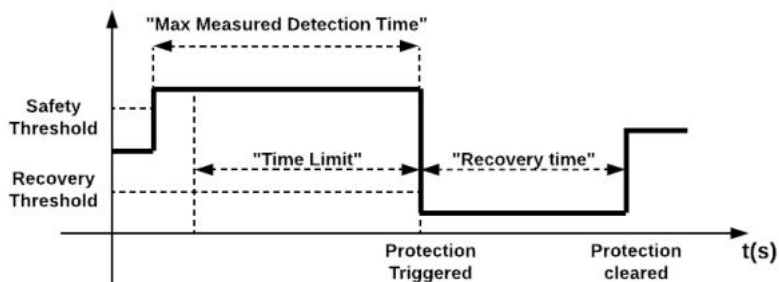 "Max Measured Detection Time"
Safety
Threshold
"Time Limit"
"Recovery time"
Recovery
Threshold
Protection
Triggered
Protection
cleared
t(s)